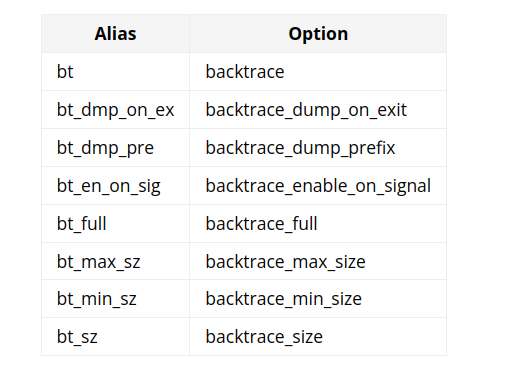 Alias Option
bt backtrace
bt_dmp_on_ex backtrace_dump_on_exit
bt_dmp_pre backtrace_dump_prefix
bt_en_on_sig backtrace_enable_on_signal
bt_full backtrace_full
bt_max_sz backtrace_max_size
bt_min_sz backtrace_min_size
bt_sz backtrace_size